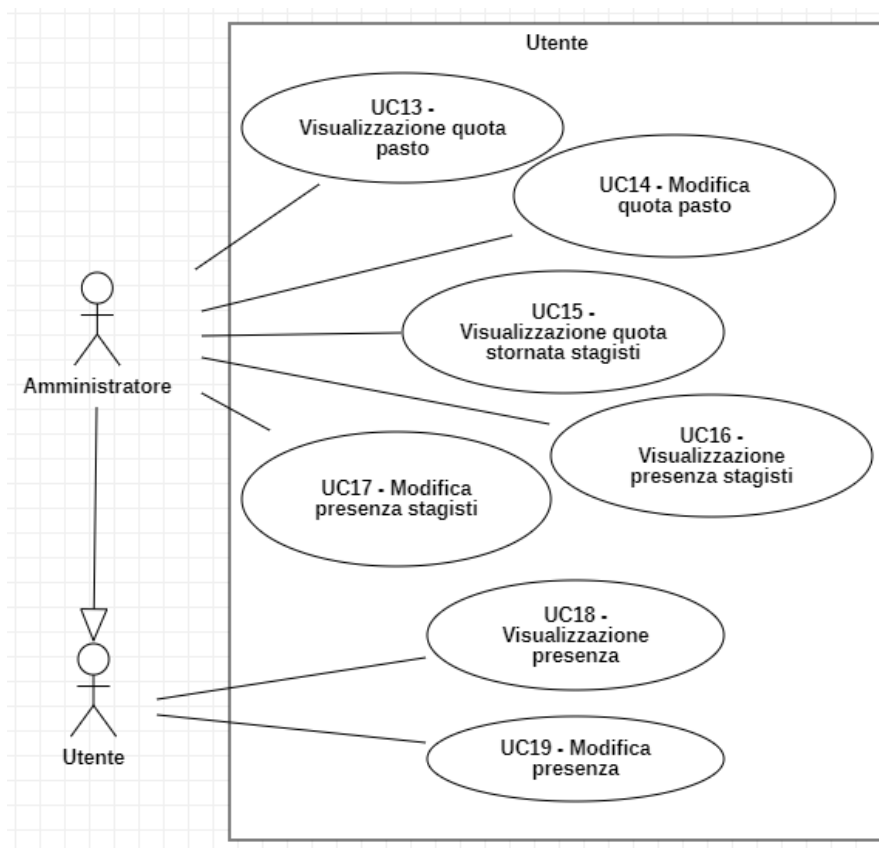 Utente
UC13 -
Visualizzazione quota
pasto
UC14 - Modifica
quota pasto
UC15 -
Visualizzazione quota
stornata stagisti
Amministratore
UC16 -
Visualizzazione
presenza stagisti
UC17 - Modifica
presenza stagisti
UC18 -
Visualizzazione
presenza
Utente
UC19 - Modifica
presenza